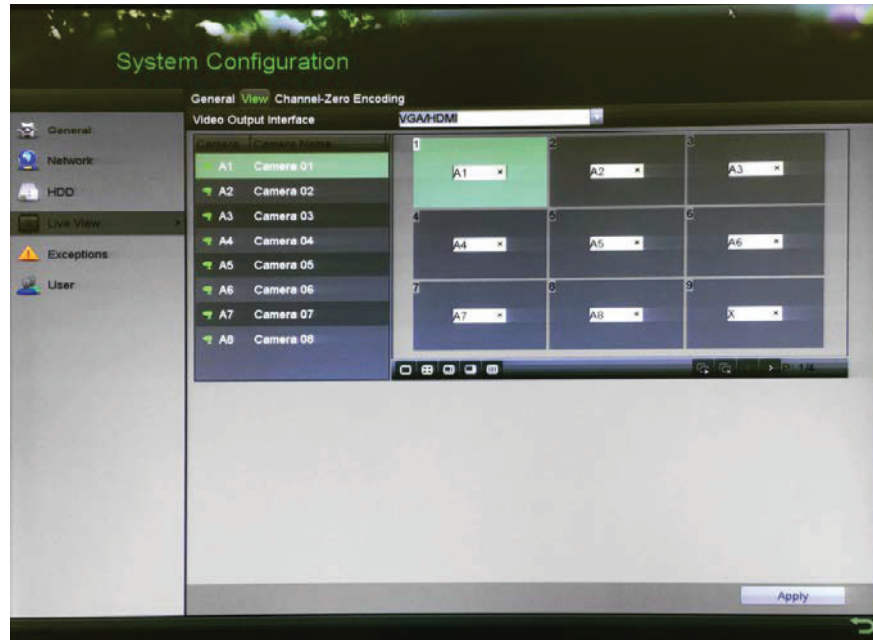 System Configuration
General View Channel-Zero Encoding
Video Output Interface VGA/HDMI
General
Network
HDD
Live View
Exceptions
User
Camera Camera Name
A1 Camera 01
A2 Camera 02
A3 Camera 03
A4 Camera 04
A5 Camera 05
A6 Camera 06
A7 Camera 07
A8 Camera 08
1 2 3
A1 × A2 × A3 ×
4 5 6
A4 × A5 × A6 ×
7 8 9
A7 × A8 × X ×
P: 1/4
Apply